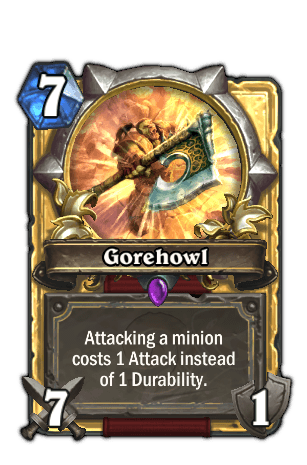 7
Gorehowl
Attacking a minion
costs 1 Attack instead
of 1 Durability.
7
1